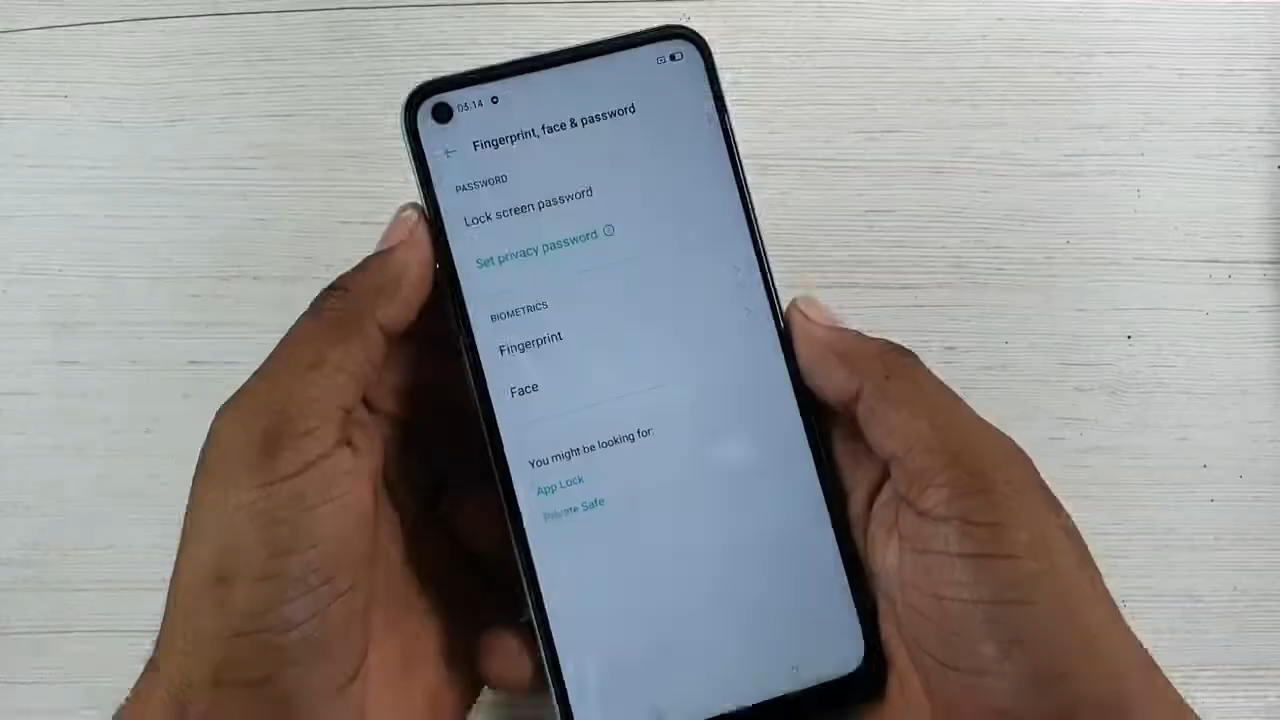 05:14
Fingerprint, face & password
PASSWORD
Lock screen password
Set privacy password
BIOMETRICS
Fingerprint
Face
You might be looking for:
App Lock
Private Safe